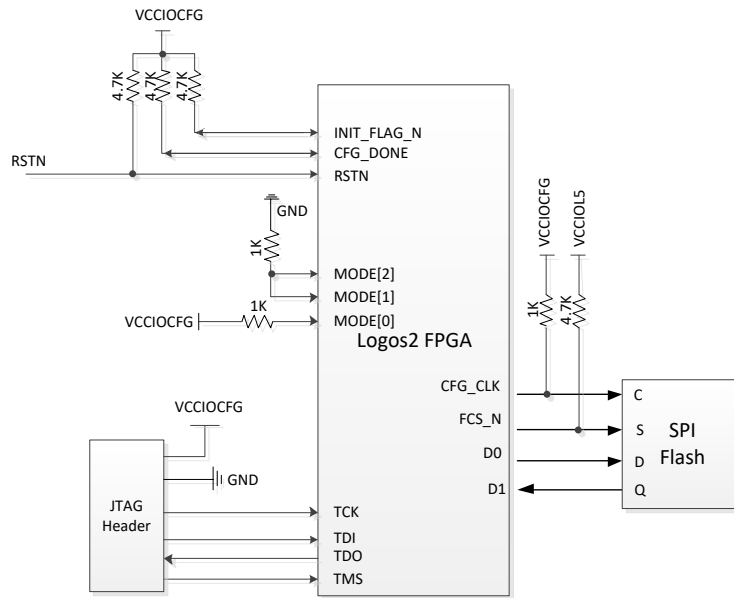 VCCIOCFG
4.7K
4.7K
4.7K
INIT_FLAG_N
CFG_DONE
RSTN
RSTN
GND
1K
MODE[2]
MODE[1]
1K
VCCIOCFG
MODE[0]
Logos2 FPGA
VCCIOCFG
VCCIOL5
1K
4.7K
CFG_CLK
C
FCS_N
S
SPI
Flash
D0
D
D1
Q
VCCIOCFG
GND
JTAG
Header
TCK
TDI
TDO
TMS